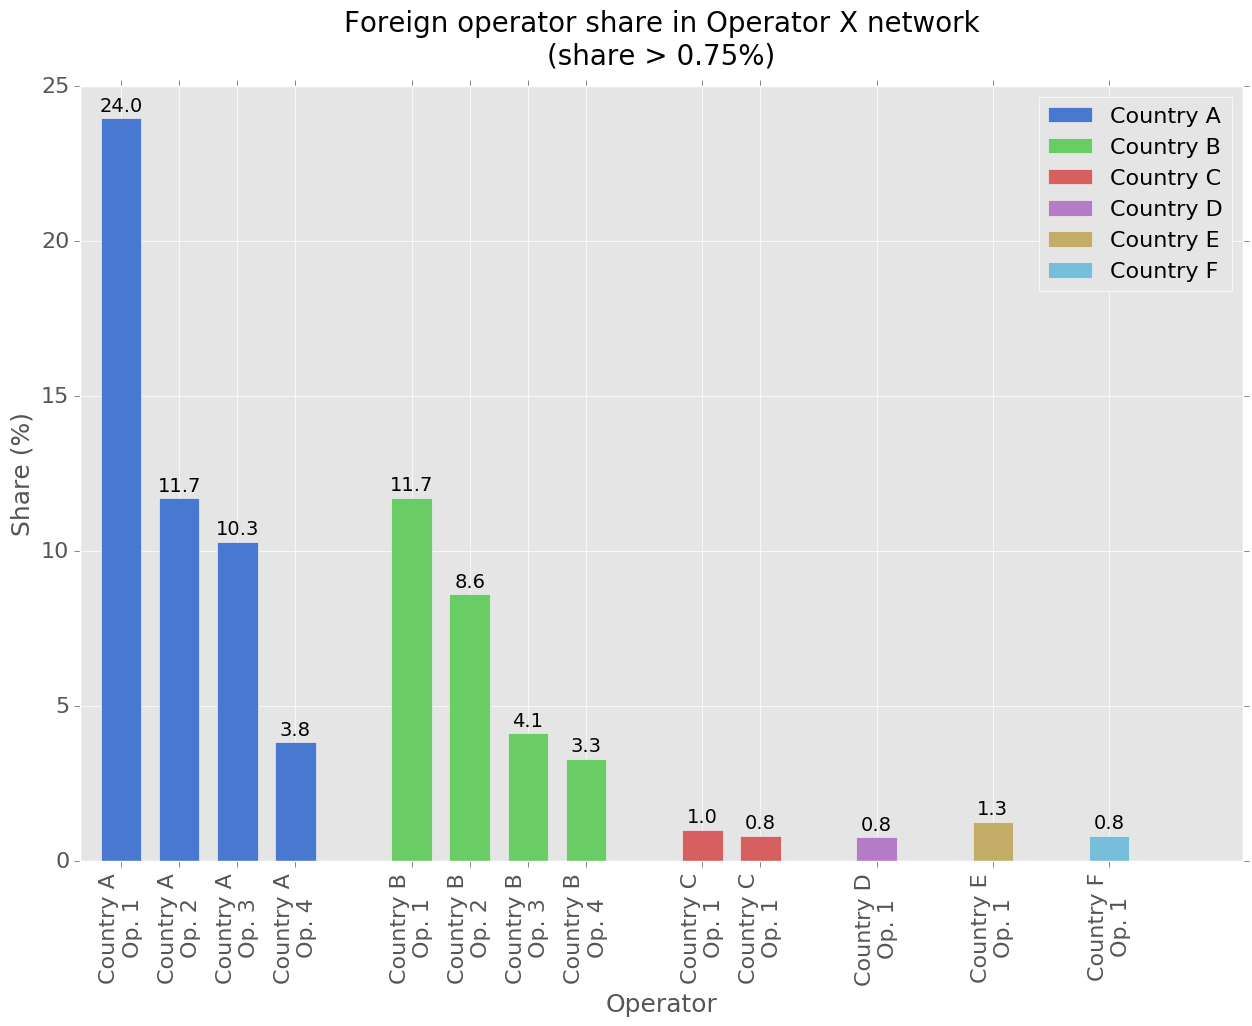 Foreign operator share in Operator X network
(share > 0.75%)
25
20
15
10
5
0
Share (%)
24.0
11.7
10.3
3.8
11.7
8.6
4.1
3.3
1.0
0.8
0.8
1.3
0.8
Country A
Country B
Country C
Country D
Country E
Country F
Country A
Op. 1
Country A
Op. 2
Country A
Op. 3
Country A
Op. 4
Country B
Op. 1
Country B
Op. 2
Country B
Op. 3
Country B
Op. 4
Country C
Op. 1
Country C
Op. 1
Country D
Op. 1
Country E
Op. 1
Country F
Op. 1
Operator